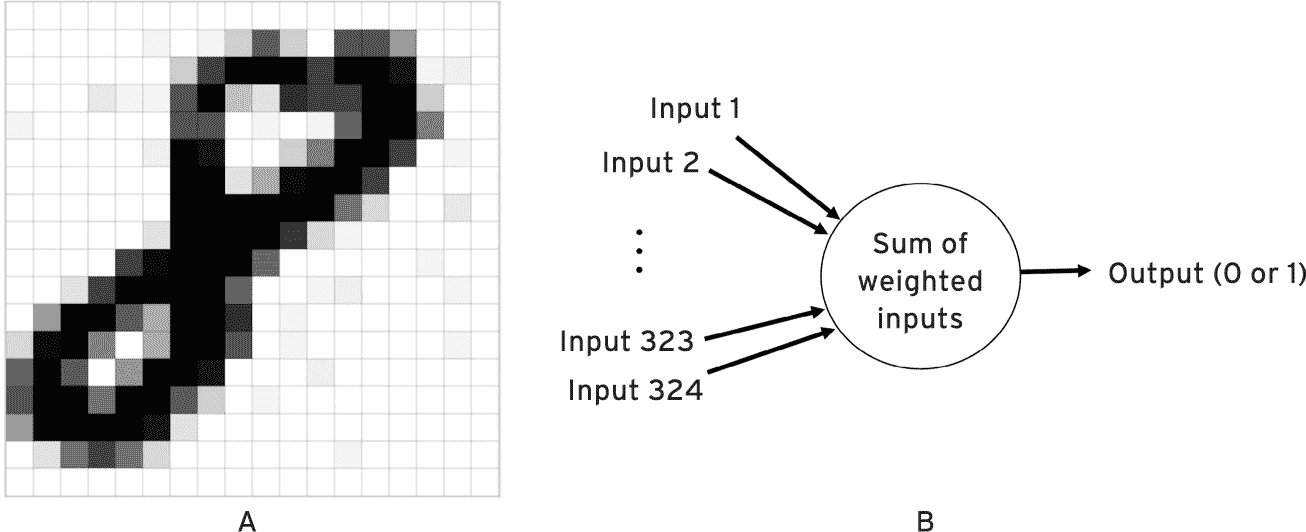 Input 1
Input 2
Sum of
weighted
inputs
Output (0 or 1)
Input 323
Input 324
A
B